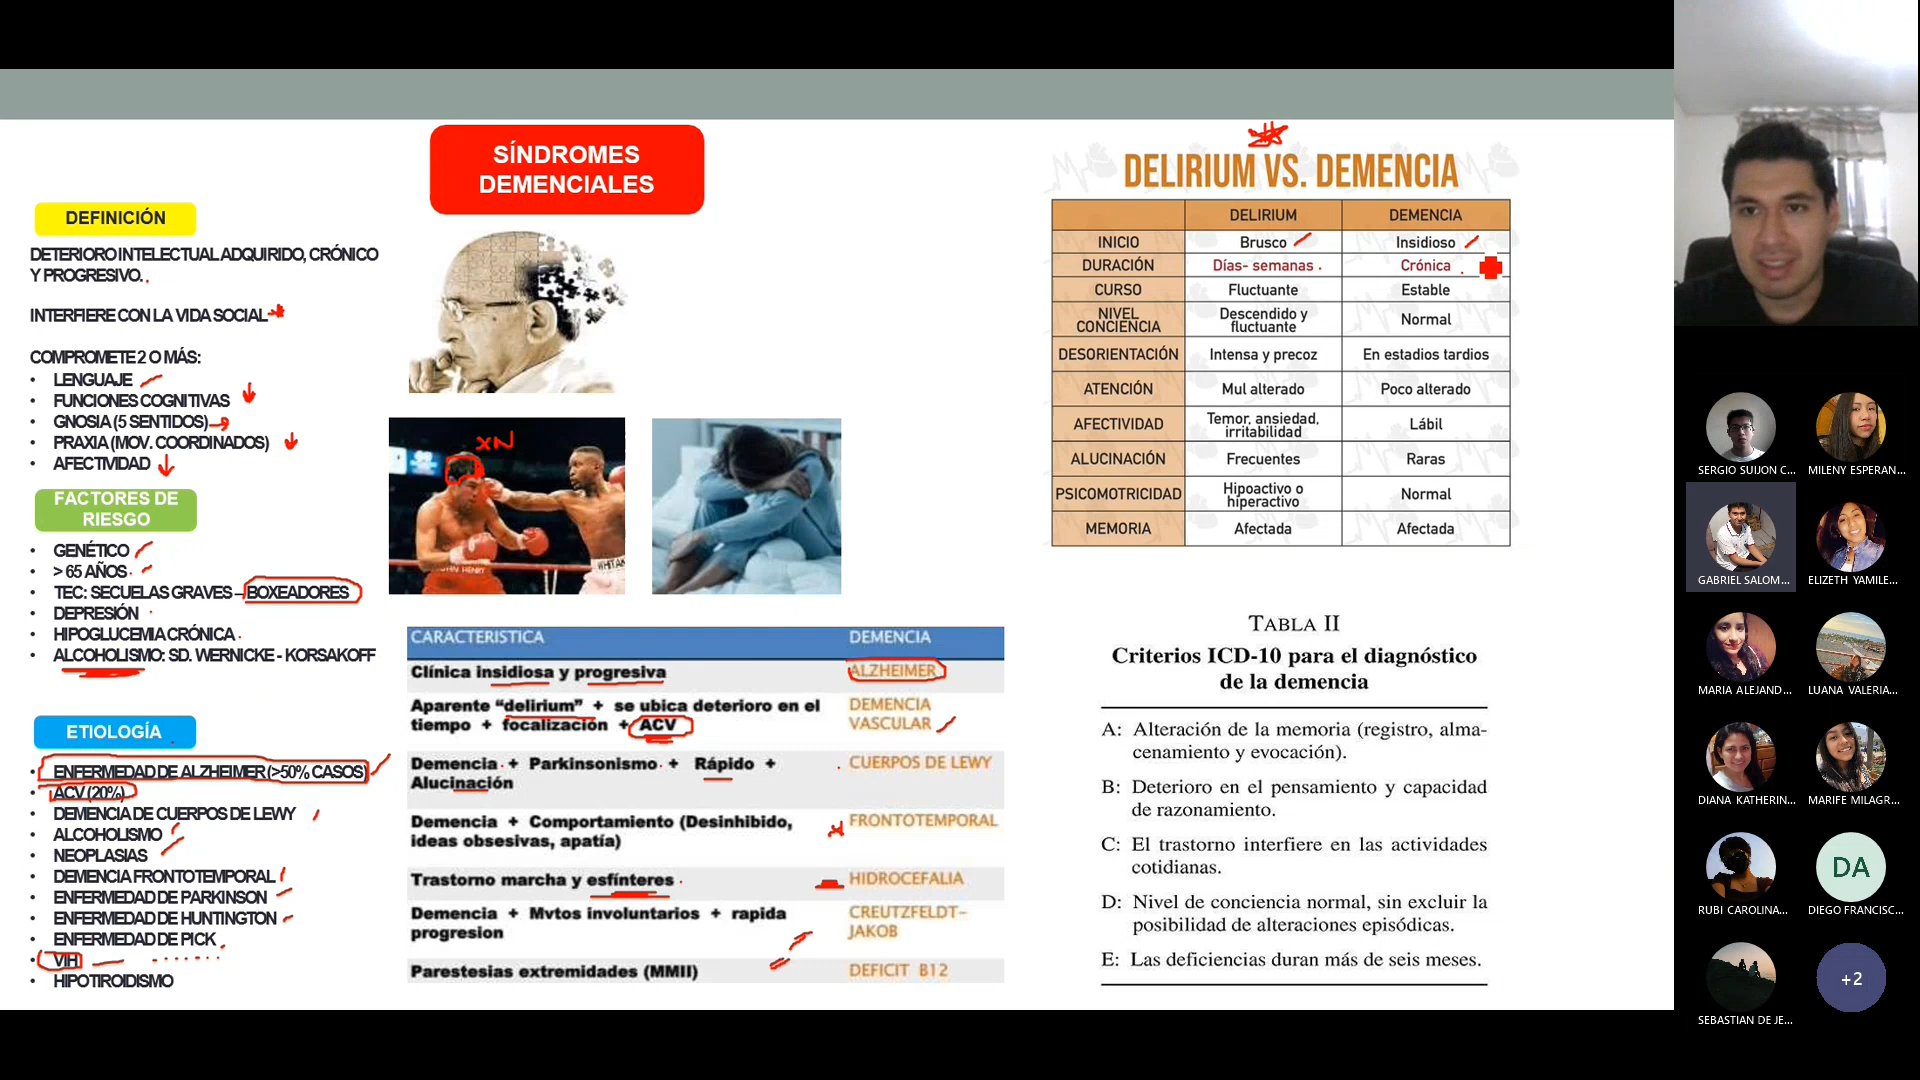 SÍNDROMES
DEMENCIALES
DEFINICIÓN
DETERIORO INTELECTUAL ADQUIRIDO, CRÓNICO
Y PROGRESIVO.
INTERFIERE CON LA VIDA SOCIAL
COMPROMETE 2 O MÁS:
• LENGUAJE
• FUNCIONES COGNITIVAS
• GNOSIA (5 SENTIDOS)
• PRAXIA (MOV. COORDINADOS)
• AFECTIVIDAD
FACTORES DE
RIESGO
• GENÉTICO
• > 65 AÑOS
• TEC: SECUELAS GRAVES – BOXEADORES
• DEPRESIÓN
• HIPOGLUCEMIA CRÓNICA
• ALCOHOLISMO: SD. WERNICKE - KORSAKOFF
ETIOLOGÍA
• ENFERMEDAD DE ALZHEIMER (>50% CASOS)
• ACV (20%)
• DEMENCIA DE CUERPOS DE LEWY
• ALCOHOLISMO
• NEOPLASIAS
• DEMENCIA FRONTOTEMPORAL
• ENFERMEDAD DE PARKINSON
• ENFERMEDAD DE HUNTINGTON
• ENFERMEDAD DE PICK
• VIH
• HIPOTIROIDISMO
XN
CARACTERISTICA DEMENCIA
Clínica insidiosa y progresiva ALZHEIMER
Aparente “delirium” + se ubica deterioro en el DEMENCIA
tiempo + focalización + ACV VASCULAR
Demencia + Parkinsonismo + Rápido + CUERPOS DE LEWY
Alucinación
Demencia + Comportamiento (Desinhibido, FRONTOTEMPORAL
ideas obsesivas, apatía)
Trastorno marcha y esfínteres HIDROCEFALIA
Demencia + Mvtos involuntarios + rapida CREUTZFELDT-
progresion JAKOB
Parestesias extremidades (MMII) DEFICIT B12
DELIRIUM VS. DEMENCIA
DELIRIUM DEMENCIA
INICIO Brusco Insidioso
DURACIÓN Días- semanas Crónica
CURSO Fluctuante Estable
NIVEL Descendido y Normal
CONCIENCIA fluctuante
DESORIENTACIÓN Intensa y precoz En estadios tardios
ATENCIÓN Mul alterado Poco alterado
AFECTIVIDAD Temor, ansiedad, Lábil
irritabilidad
ALUCINACIÓN Frecuentes Raras
PSICOMOTRICIDAD Hipoactivo o Normal
hiperactivo
MEMORIA Afectada Afectada
TABLA II
Criterios ICD-10 para el diagnóstico
de la demencia
A: Alteración de la memoria (registro, alma-
cenamiento y evocación).
B: Deterioro en el pensamiento y capacidad
de razonamiento.
C: El trastorno interfiere en las actividades
cotidianas.
D: Nivel de conciencia normal, sin excluir la
posibilidad de alteraciones episódicas.
E: Las deficiencias duran más de seis meses.
SERGIO SUIJON C... MILENY ESPERAN...
GABRIEL SALOM... ELIZETH YAMILE...
MARIA ALEJAND... LUANA VALERIA...
DIANA KATHERIN... MARIFE MILAGR...
DA
RUBI CAROLINA... DIEGO FRANCISC...
+2
SEBASTIAN DE JE...